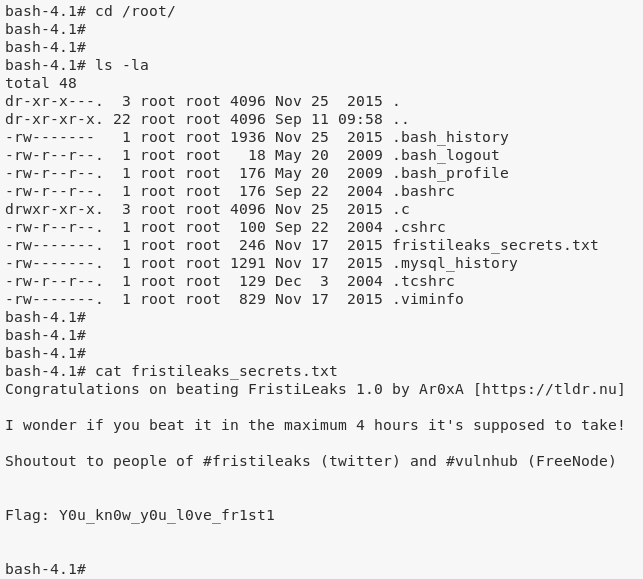 bash-4.1# cd /root/
bash-4.1#
bash-4.1#
bash-4.1# ls -la
total 48
dr-xr-x---.  3 root root 4096 Nov 25  2015 .
dr-xr-xr-x. 22 root root 4096 Sep 11 09:58 ..
-rw-------   1 root root 1936 Nov 25  2015 .bash_history
-rw-r--r--.  1 root root   18 May 20  2009 .bash_logout
-rw-r--r--.  1 root root  176 May 20  2009 .bash_profile
-rw-r--r--.  1 root root  176 Sep 22  2004 .bashrc
drwxr-xr-x.  3 root root 4096 Nov 25  2015 .c
-rw-r--r--.  1 root root  100 Sep 22  2004 .cshrc
-rw-------.  1 root root  246 Nov 17  2015 fristileaks_secrets.txt
-rw-------.  1 root root 1291 Nov 17  2015 .mysql_history
-rw-r--r--.  1 root root  129 Dec  3  2004 .tcshrc
-rw-------.  1 root root  829 Nov 17  2015 .viminfo
bash-4.1#
bash-4.1#
bash-4.1#
bash-4.1# cat fristileaks_secrets.txt
Congratulations on beating FristiLeaks 1.0 by Ar0xA [https://tldr.nu]
I wonder if you beat it in the maximum 4 hours it's supposed to take!
Shoutout to people of #fristileaks (twitter) and #vulnhub (FreeNode)
Flag: Y0u_kn0w_y0u_l0ve_fr1st1
bash-4.1#